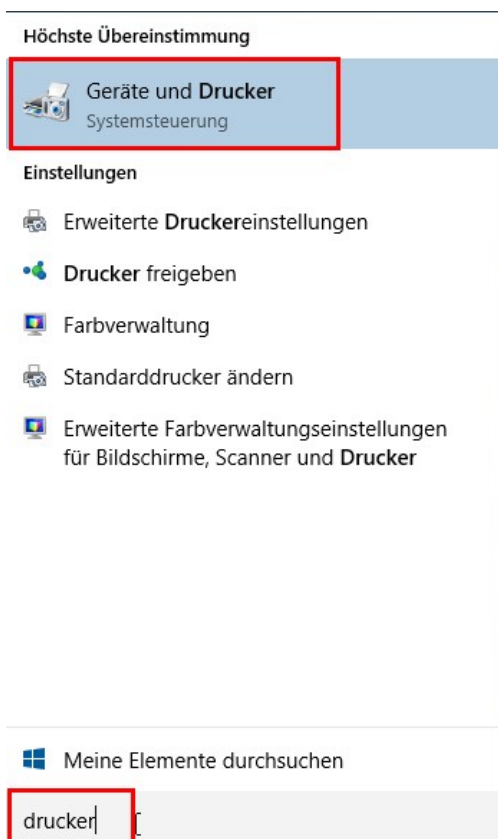 Höchste Übereinstimmung
Geräte und Drucker
Systemsteuerung
Einstellungen
Erweiterte Druckereinstellungen
Drucker freigeben
Farbverwaltung
Standarddrucker ändern
Erweiterte Farbverwaltungseinstellungen
für Bildschirme, Scanner und Drucker
Meine Elemente durchsuchen
drucker